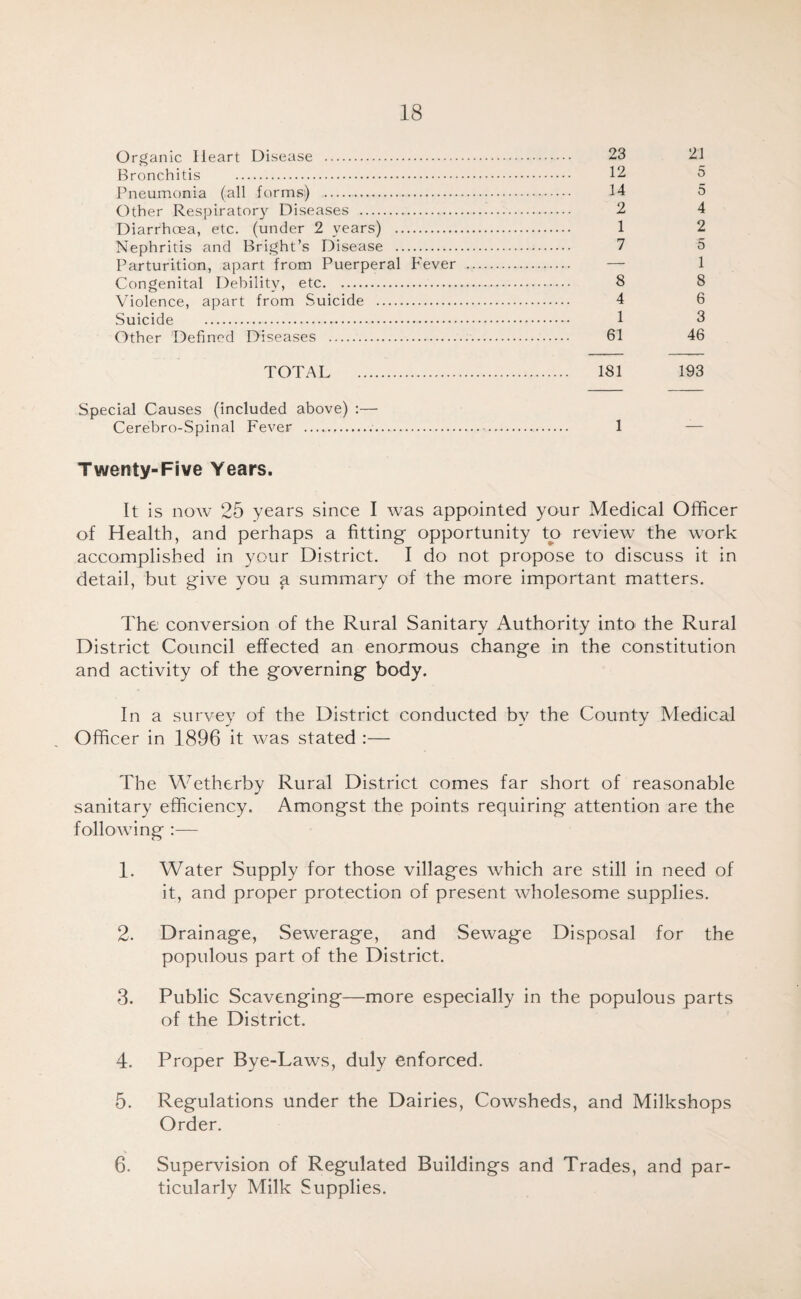 18
Organic Heart Disease ........ 23 21
Bronchitis ........ 12 5
Pneumonia (all forms) ........ 14 5
Other Respiratory Diseases ........ 2 4
Diarrhœa, etc. (under 2 years) ........ 1 2
Nephritis and Bright's Disease ........ 7 5
Parturition, apart from Puerperal Fever ........ — 1
Congenital Debility, etc. ........ 8 8
Violence, apart from Suicide ........ 4 6
Suicide ........ 1 3
Other Defined Diseases ........ 61 46
TOTAL ........ 181 193
Special Causes (included above) :—
Cerebro-Spinal Fever ........ 1 —
Twenty-Five Years.
It is now 25 years since I was appointed your Medical Officer
of Health, and perhaps a fitting opportunity to review the work
accomplished in your District. I do not propose to discuss it in
detail, but give you a summary of the more important matters.
The conversion of the Rural Sanitary Authority into the Rural
District Council effected an enormous change in the constitution
and activity of the governing body.
In a survey of the District conducted by the County Medical
Officer in 1896 it was stated :—
The Wetherby Rural District comes far short of reasonable
sanitary efficiency. Amongst the points requiring attention are the
following :—
1. Water Supply for those villages which are still in need of
it, and proper protection of present wholesome supplies.
2. Drainage, Sewerage, and Sewage Disposal for the
populous part of the District.
3. Public Scavenging—more especially in the populous parts
of the District.
4. Proper Bye-Laws, duly enforced.
5. Regulations under the Dairies, Cowsheds, and Milkshops
Order.
6. Supervision of Regulated Buildings and Trades, and par-
ticularly Milk Supplies.